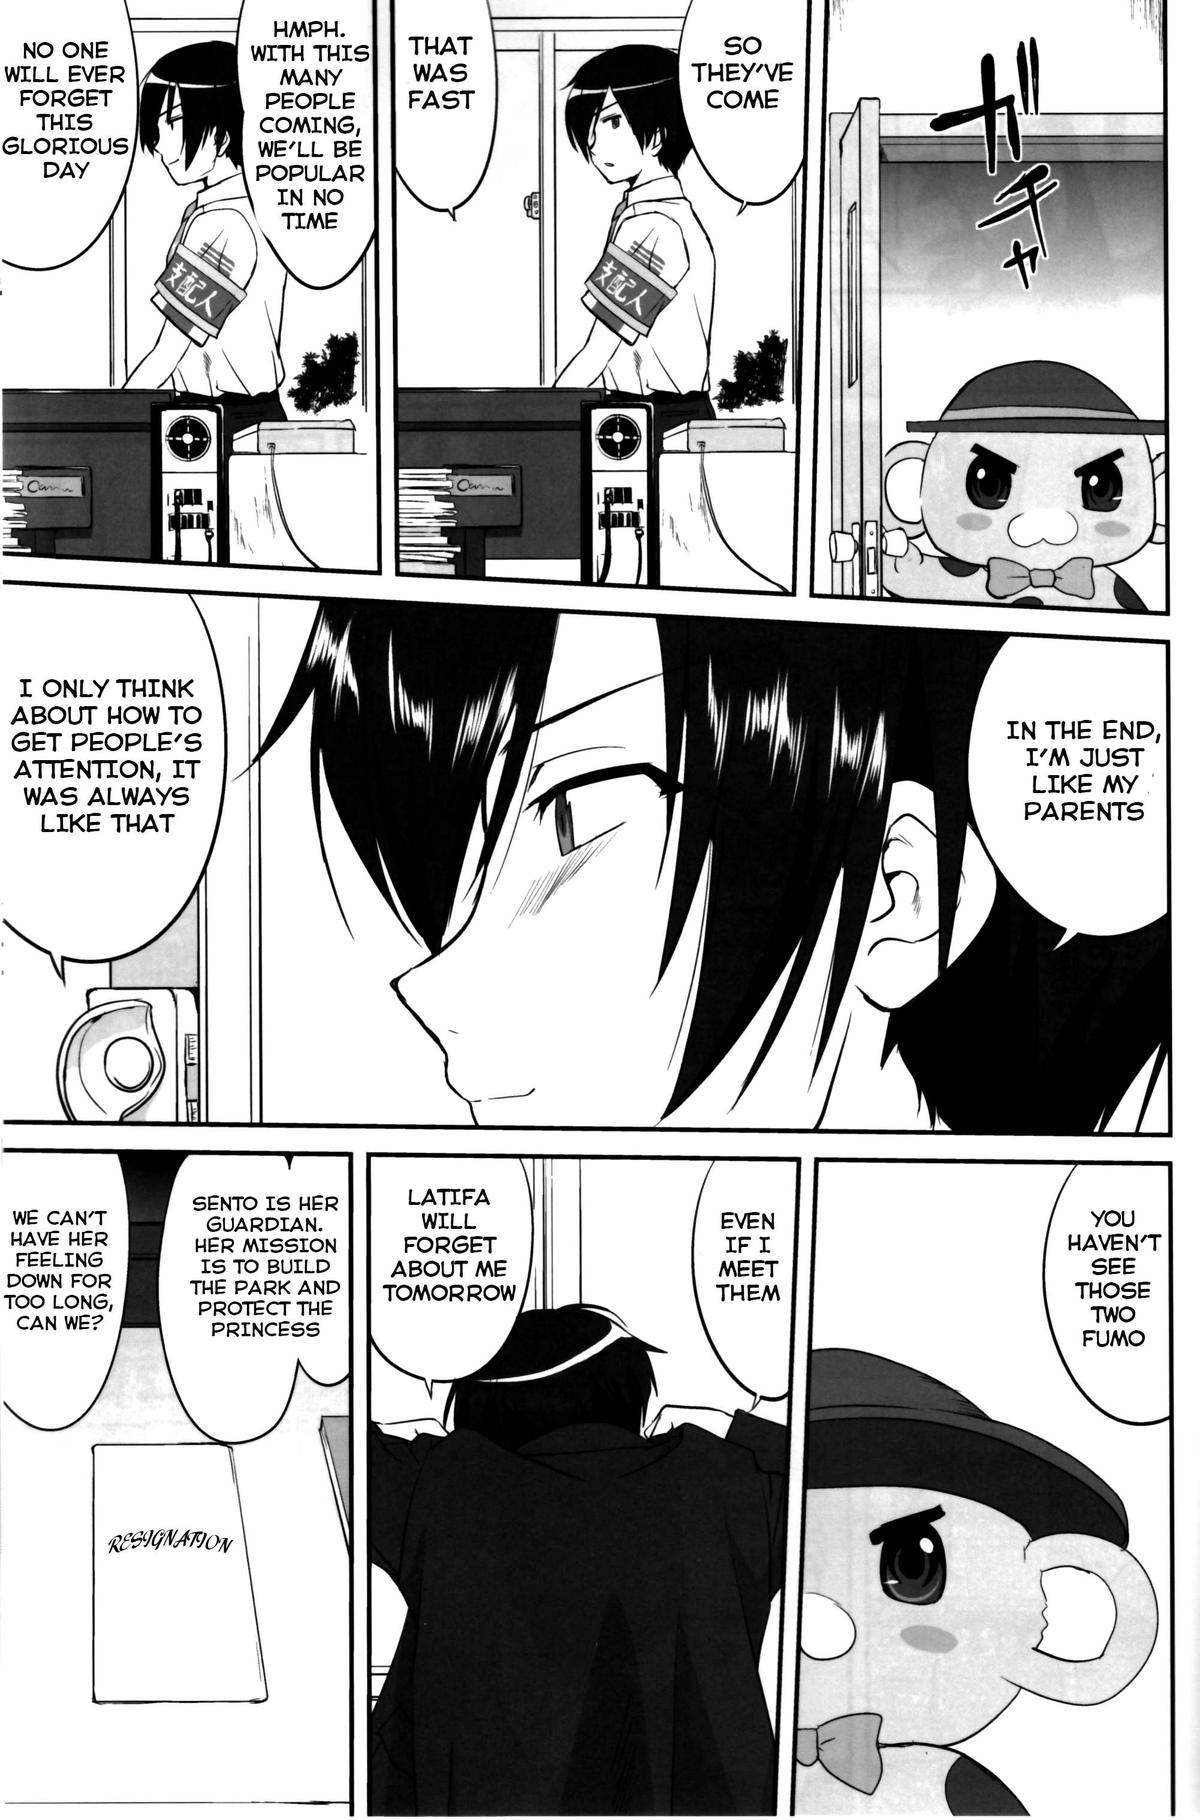 ガチャ
SO
THEY'VE
COME
THAT
WAS
FAST
支配人
HMPH.
WITH THIS
MANY
PEOPLE
COMING,
WE'LL BE
POPULAR
IN NO
TIME
NO ONE
WILL EVER
FORGET
THIS
GLORIOUS
DAY
支配人
IN THE END,
I'M JUST
LIKE MY
PARENTS
I ONLY THINK
ABOUT HOW TO
GET PEOPLE'S
ATTENTION, IT
WAS ALWAYS
LIKE THAT
YOU
HAVEN'T
SEE
THOSE
TWO
FUMO
EVEN
IF I
MEET
THEM
LATIFA
WILL
FORGET
ABOUT ME
TOMORROW
SENTO IS HER
GUARDIAN.
HER MISSION
IS TO BUILD
THE PARK AND
PROTECT THE
PRINCESS
WE CAN'T
HAVE HER
FEELING
DOWN FOR
TOO LONG,
CAN WE?
RESIGNATION